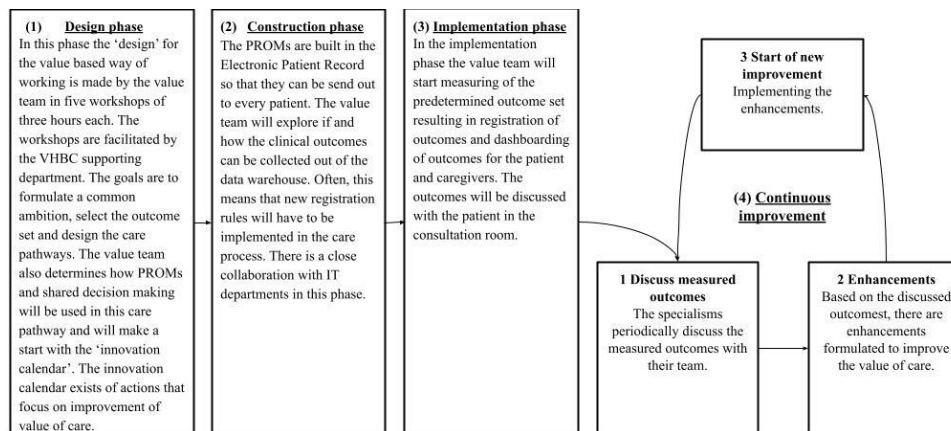 (1) Design phase
In this phase the ‘design’ for
the value based way of
working is made by the value
team in five workshops of
three hours each. The
workshops are facilitated by
the VHBC supporting
department. The goals are to
formulate a common
ambition, select the outcome
set and design the care
pathways. The value team
also determines how PROMs
and shared decision making
will be used in this care
pathway and will make a
start with the ‘innovation
calendar’. The innovation
calendar exists of actions that
focus on improvement of
value of care.
(2) Construction phase
The PROMs are built in the
Electronic Patient Record
so that they can be send out
to every patient. The value
team will explore if and
how the clinical outcomes
can be collected out of the
data warehouse. Often, this
means that new registration
rules will have to be
implemented in the care
process. There is a close
collaboration with IT
departments in this phase.
(3) Implementation phase
In the implementation
phase the value team will
start measuring of the
predetermined outcome set
resulting in registration of
outcomes and dashboarding
of outcomes for the patient
and caregivers. The
outcomes will be discussed
with the patient in the
consultation room.
3 Start of new
improvement
Implementing the
enhancements.
(4) Continuous
improvement
1 Discuss measured
outcomes
The specialisms
periodically discuss the
measured outcomes with
their team.
2 Enhancements
Based on the discussed
outcomest, there are
enhancements
formulated to improve
the value of care.